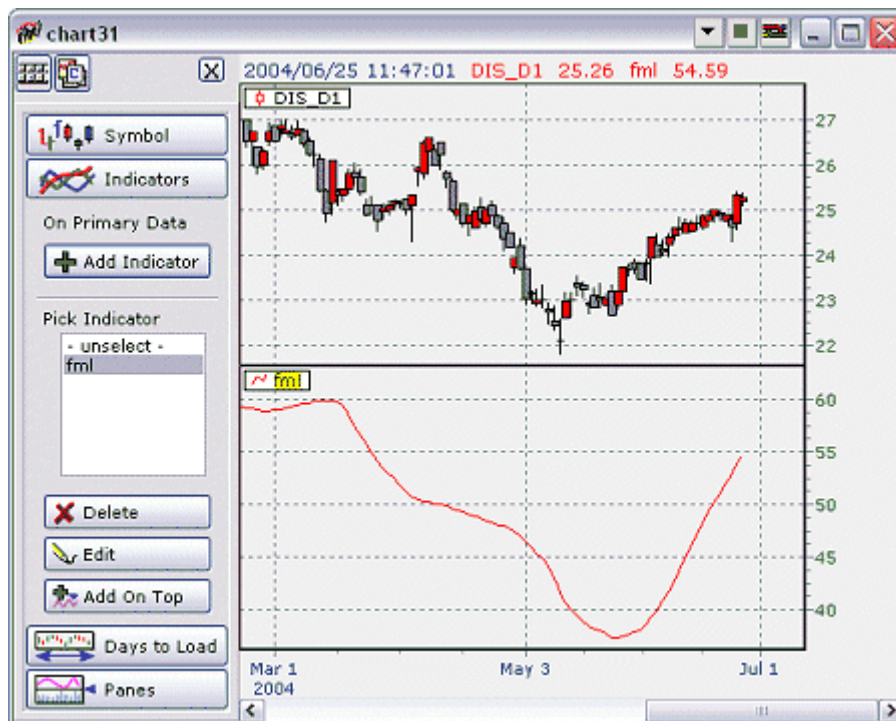 chart31
2004/06/25 11:47:01 DIS_D1 25.26 fml 54.59
Symbol
Indicators
On Primary Data
Add Indicator
Pick Indicator
- unselect -
fml
Delete
Edit
Add On Top
Days to Load
Panes
DIS_D1
27
26
25
24
23
22
fml
60
55
50
45
40
Mar 1
May 3
Jul 1
2004